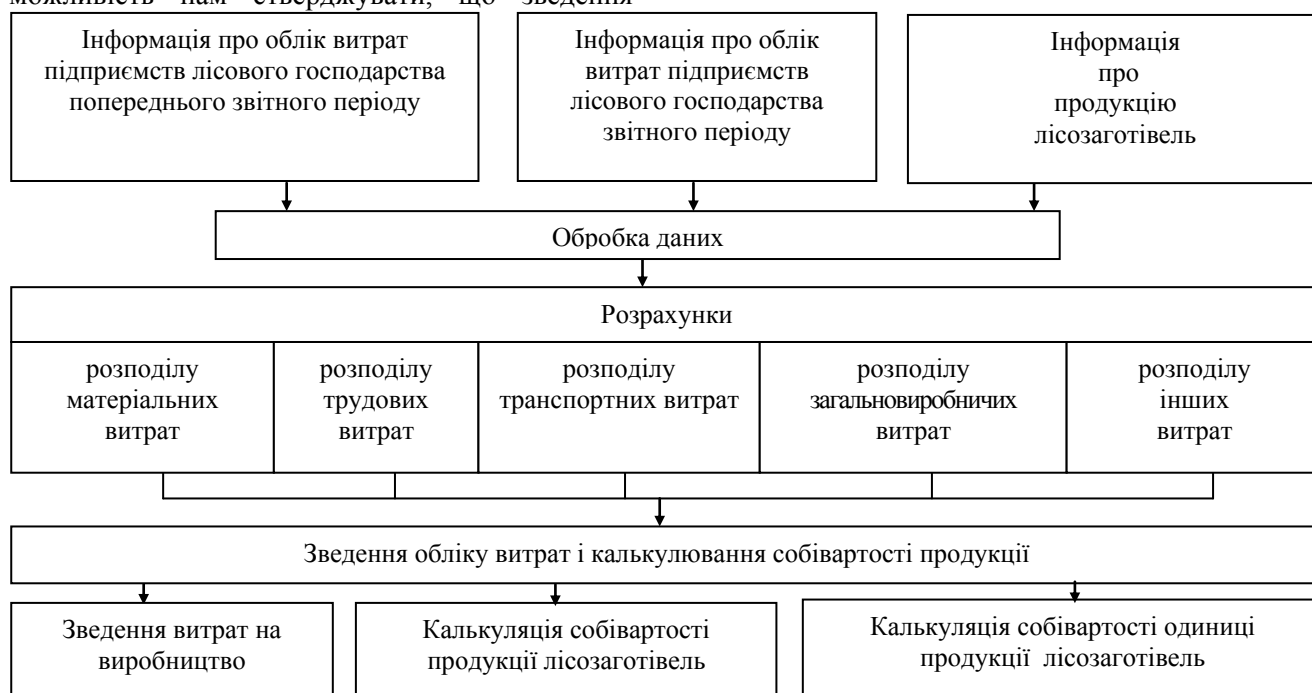 можливість нам стверджувати, що зведення
Інформація про облік витрат
підприємств лісового господарства
попереднього звітного періоду
Інформація про облік
витрат підприємств
лісового господарства
звітного періоду
Інформація
про
продукцію
лісозаготівель
Обробка даних
Розрахунки
розподілу
матеріальних
витрат
розподілу
трудових
витрат
розподілу
транспортних витрат
розподілу
загальновиробничих
витрат
розподілу
інших
витрат
Зведення обліку витрат і калькулювання собівартості продукції
Зведення витрат на
виробництво
Калькуляція собівартості
продукції лісозаготівель
Калькуляція собівартості одиниці
продукції лісозаготівель